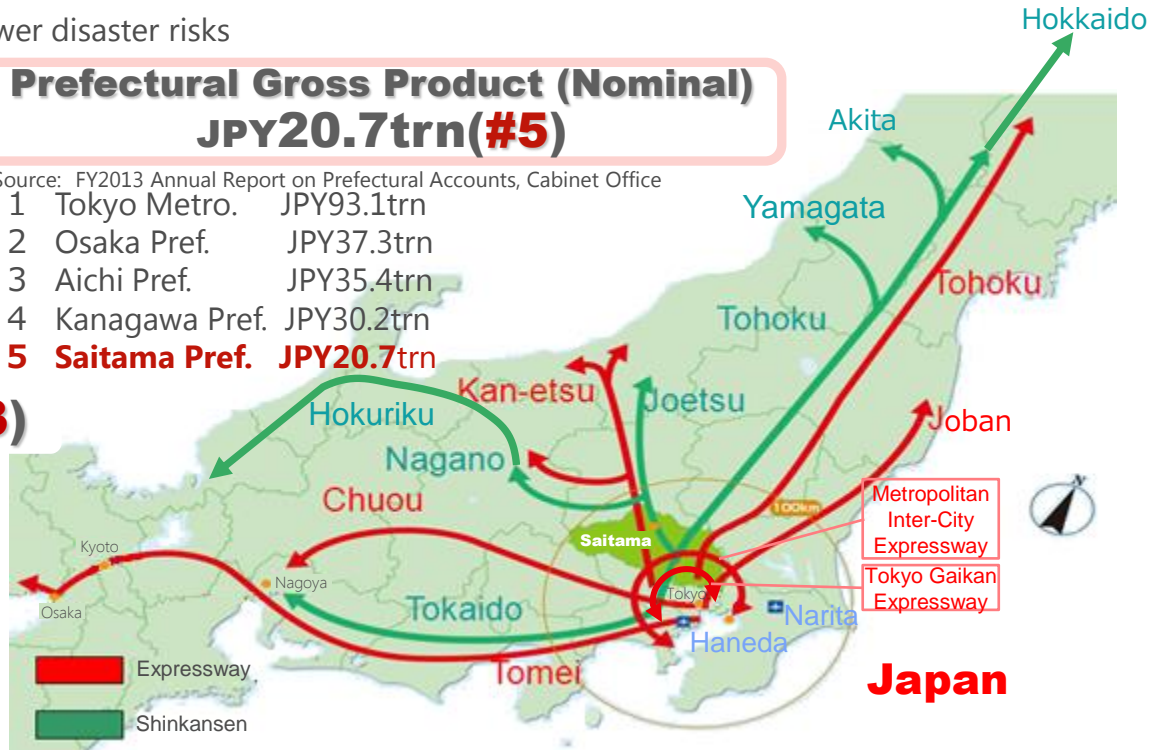 wer disaster risks
Prefectural Gross Product (Nominal)
JPY20.7trn(#5)
Source: FY2013 Annual Report on Prefectural Accounts, Cabinet Office
1 Tokyo Metro. JPY93.1trn
2 Osaka Pref. JPY37.3trn
3 Aichi Pref. JPY35.4trn
4 Kanagawa Pref. JPY30.2trn
5 Saitama Pref. JPY20.7trn
)
Hokkaido
Akita
Yamagata
Tohoku
Tohoku
Kan-etsu
Joetsu
Hokuriku
Joban
Nagano
Chuou
Metropolitan
Inter-City
Expressway
100km
N
Saitama
Kyoto
Tokyo Gaikan
Expressway
Nagoya
Tokyo
Osaka
Tokaido
Narita
Haneda
Tomei
Japan
Expressway
Shinkansen